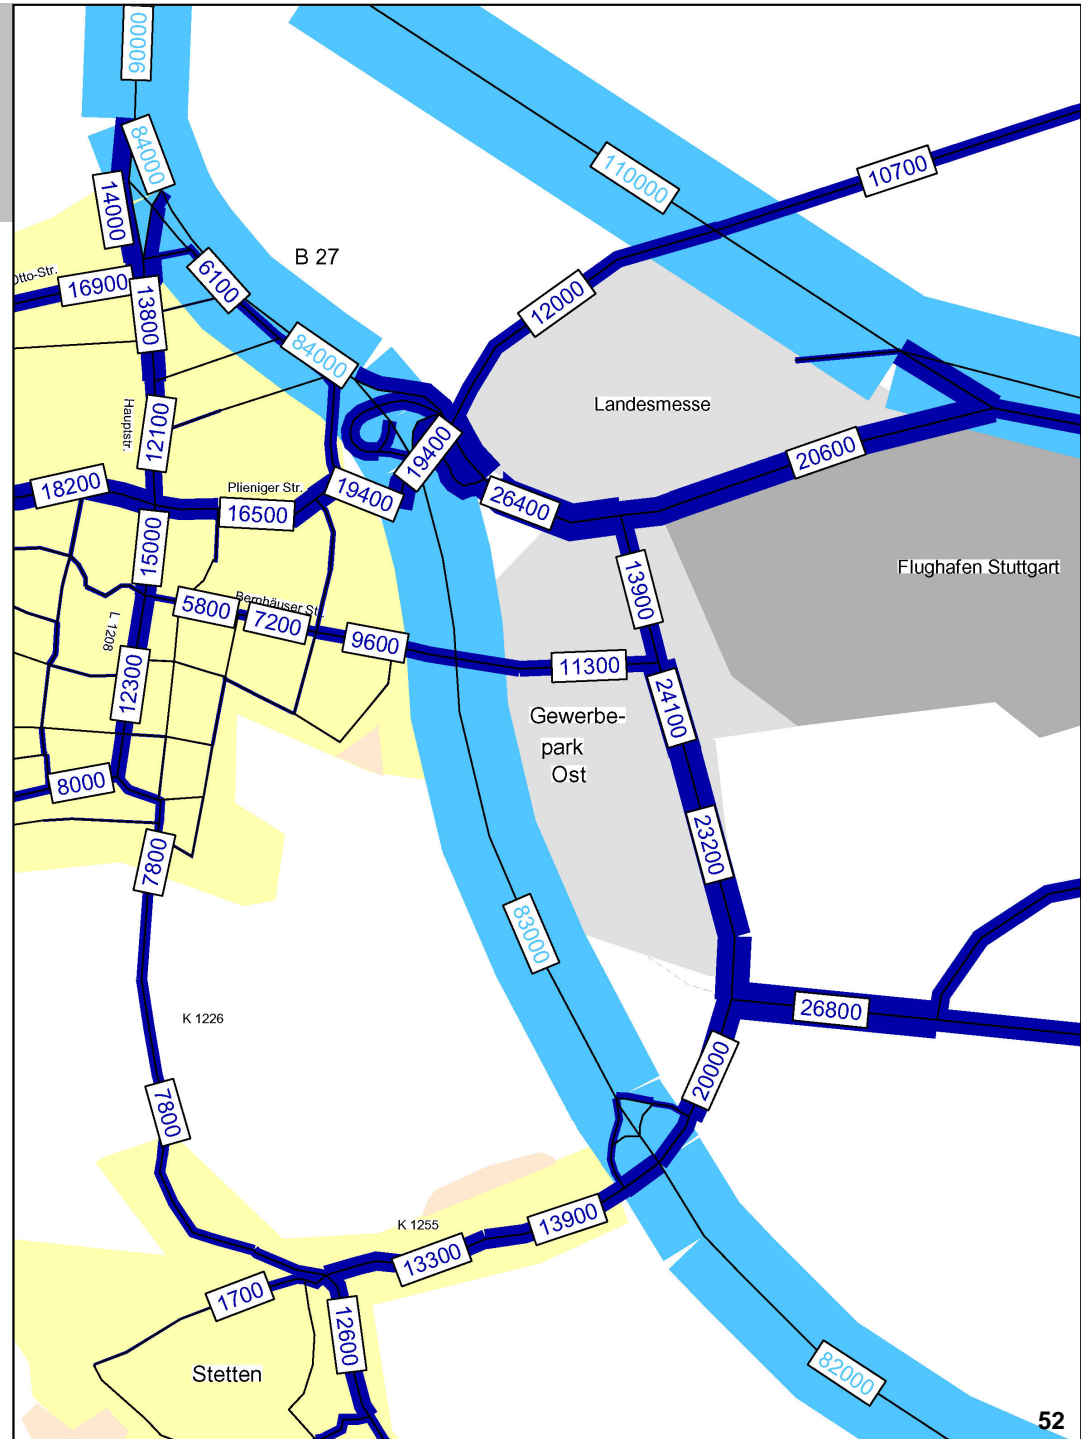 90000
84000
110000
10700
14000
B 27
Otto-Str.
16900
6100
13800
12000
84000
Landesmesse
Hauptstr.
12100
19400
20600
18200
Plieniger Str.
19400
26400
16500
15000
Flughafen Stuttgart
13900
5800
Bernhäuser Str.
7200
L 1208
9600
11300
12300
24100
Gewerbe-
park
Ost
8000
7800
23200
83000
26800
K 1226
20000
7800
K 1255
13900
13300
1700
12600
Stetten
82000
52